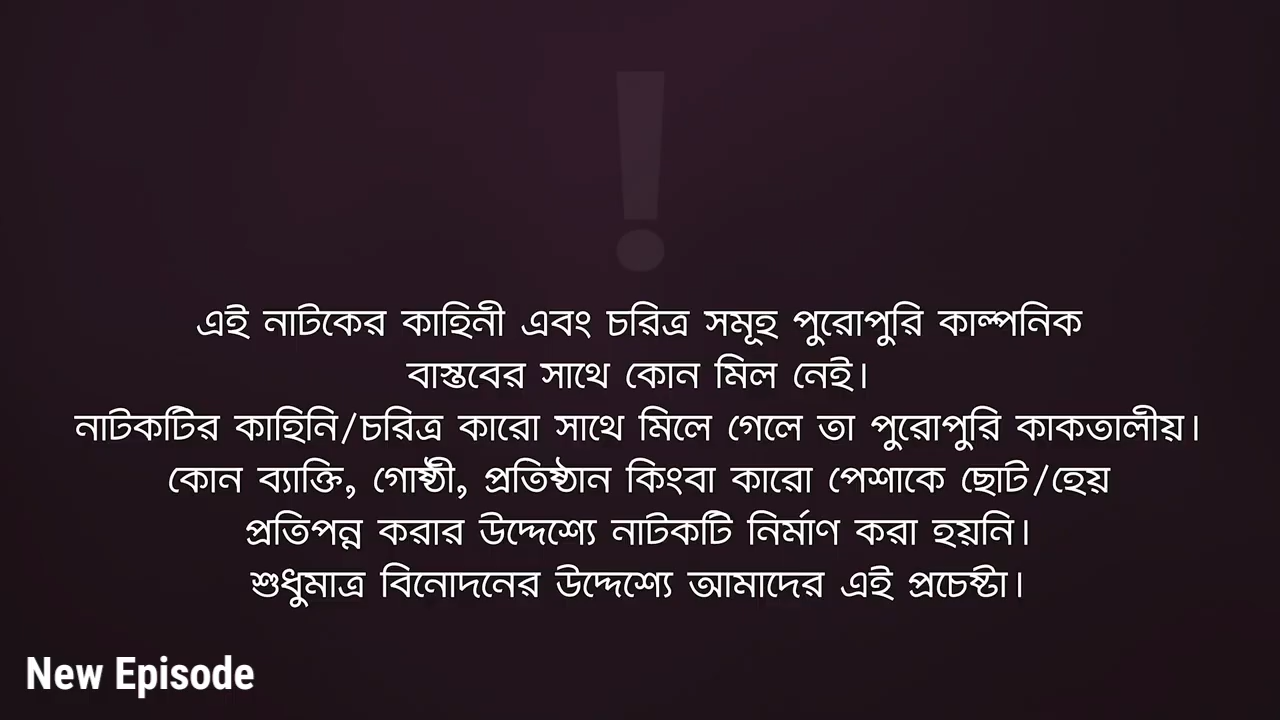 এই নাটকের কাহিনী এবং চরিত্র সমূহ পুরোপুরি কাল্পনিক
বাস্তবের সাথে কোন মিল নেই।
নাটকটির কাহিনি/চরিত্র কারো সাথে মিলে গেলে তা পুরোপুরি কাকতালীয়।
কোন ব্যাক্তি, গোষ্ঠী, প্রতিষ্ঠান কিংবা কারো পেশাকে ছোট/হেয়
প্রতিপন্ন করার উদ্দেশ্যে নাটকটি নির্মাণ করা হয়নি।
শুধুমাত্র বিনোদনের উদ্দেশ্যে আমাদের এই প্রচেষ্টা।
New Episode